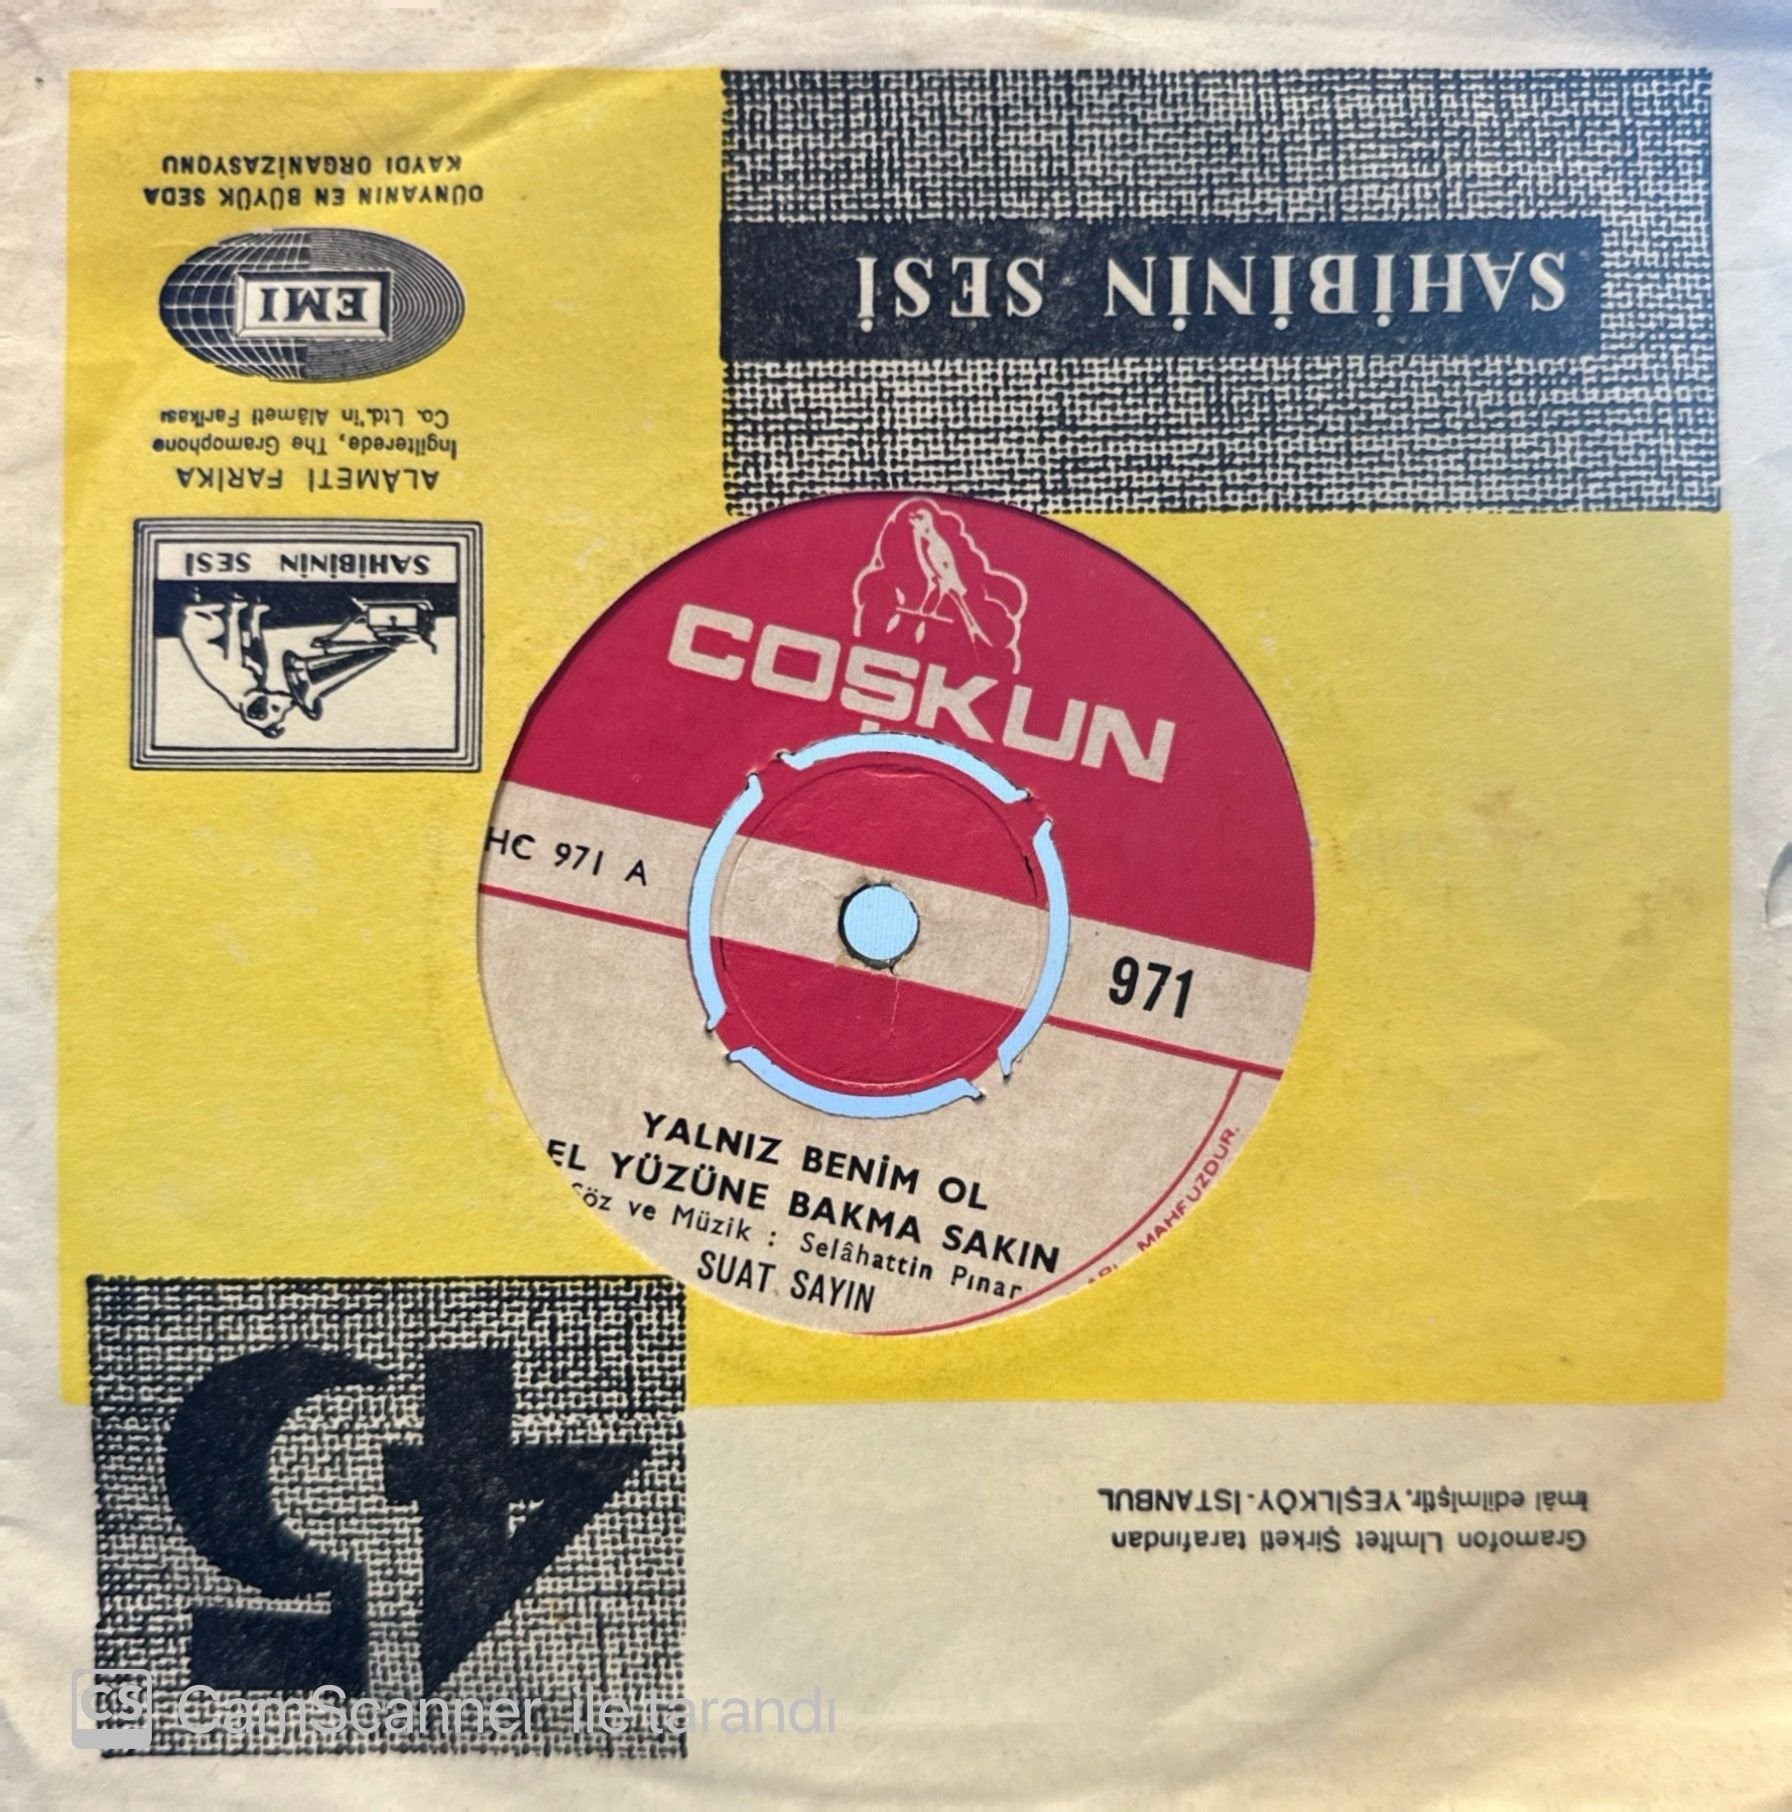 SAHİBİNİN SESİ
DÜNYANIN EN BÜYÜK SEDA
KAYDI ORGANİZASYONU
EMI
ALÂMETİ FARİKA
İngilterede, The Gramophone
Co. Ltd.'in Alâmeti Farikası
SAHİBİNİN SESİ
COŞKUN
HC 971 A
971
YALNIZ BENİM OL
EL YÜZÜNE BAKMA SAKIN
Söz ve Müzik : Selâhattin Pınar
SUAT SAYIN
MAHFUZDUR.
45
Gramofon Limitet Şirketi tarafından
imâl edilmiştir, YEŞİLKÖY-İSTANBUL
CS CamScanner ile tarandı